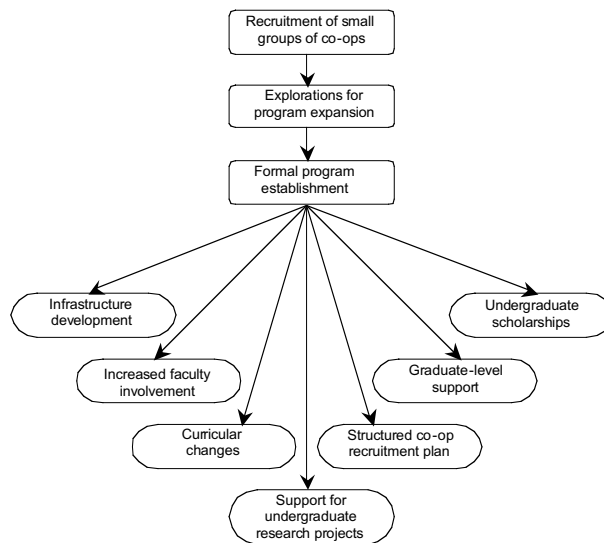 Recruitment of small
groups of co-ops
Explorations for
program expansion
Formal program
establishment
Infrastructure
development
Undergraduate
scholarships
Increased faculty
involvement
Graduate-level
support
Curricular
changes
Structured co-op
recruitment plan
Support for
undergraduate
research projects